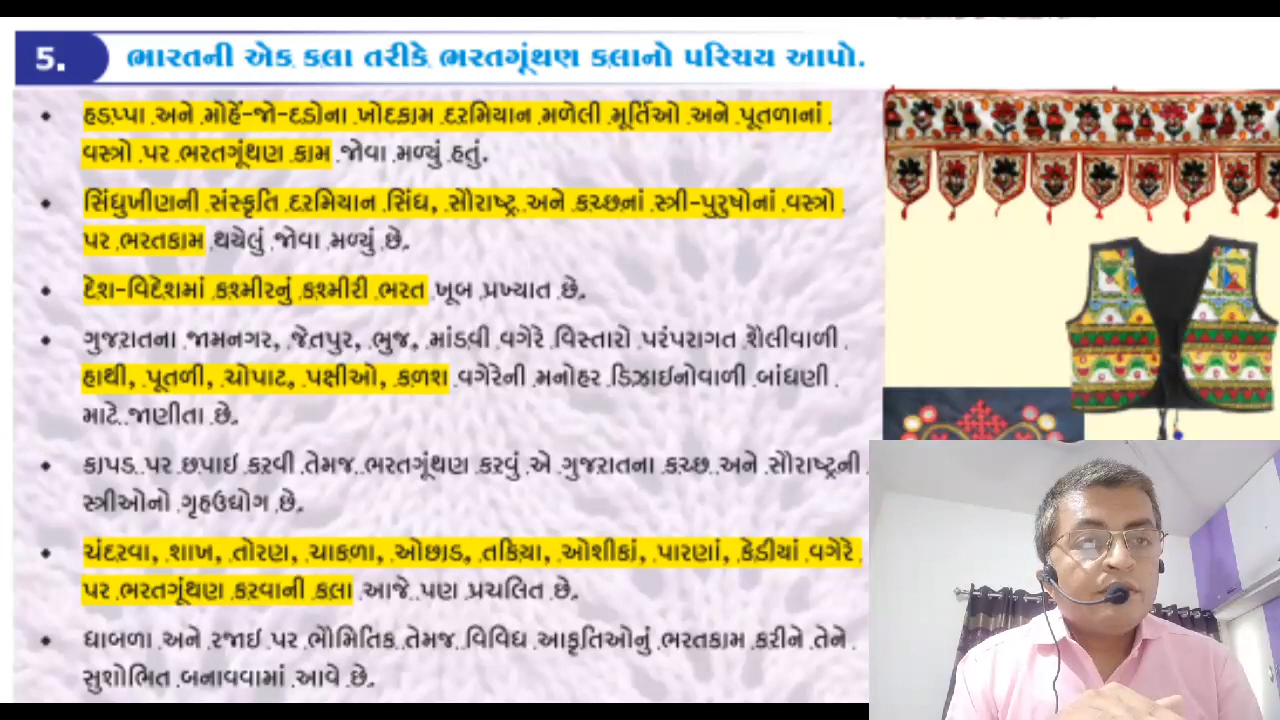 5. ભારતની એક કલા તરીકે ભરતગૂંથણ કલાનો પરિચય આપો.
• હડપ્પા અને મોહેં-જો-દડોના ખોદકામ દરમિયાન મળેલી મૂર્તિઓ અને પૂતળાનાં
વસ્ત્રો પર ભરતગૂંથણ કામ જોવા મળ્યું હતું.
• સિંધુખીણની સંસ્કૃતિ દરમિયાન સિંધ, સૌરાષ્ટ્ર અને કચ્છનાં સ્ત્રી-પુરુષોનાં વસ્ત્રો
પર ભરતકામ થયેલું જોવા મળ્યું છે.
• દેશ-વિદેશમાં કશ્મીરનું કશ્મીરી ભરત ખૂબ પ્રખ્યાત છે.
• ગુજરાતના જામનગર, જેતપુર, ભુજ, માંડવી વગેરે વિસ્તારો પરંપરાગત શૈલીવાળી
હાથી, પૂતળી, ચોપાટ, પક્ષીઓ, કળશ વગેરેની મનોહર ડિઝાઈનોવાળી બાંધણી
માટે જાણીતા છે.
• કાપડ પર છપાઈ કરવી તેમજ ભરતગૂંથણ કરવું એ ગુજરાતના કચ્છ અને સૌરાષ્ટ્રની
સ્ત્રીઓનો ગૃહઉદ્યોગ છે.
• ચંદરવા, શાખ, તોરણ, ચાકળા, ઓછાડ, તકિયા, ઓશીકાં, પારણાં, કેડીયાં વગેરે
પર ભરતગૂંથણ કરવાની કલા આજે પણ પ્રચલિત છે.
• ધાબળા અને રજાઈ પર ભૌમિતિક તેમજ વિવિધ આકૃતિઓનું ભરતકામ કરીને તેને
સુશોભિત બનાવવામાં આવે છે.